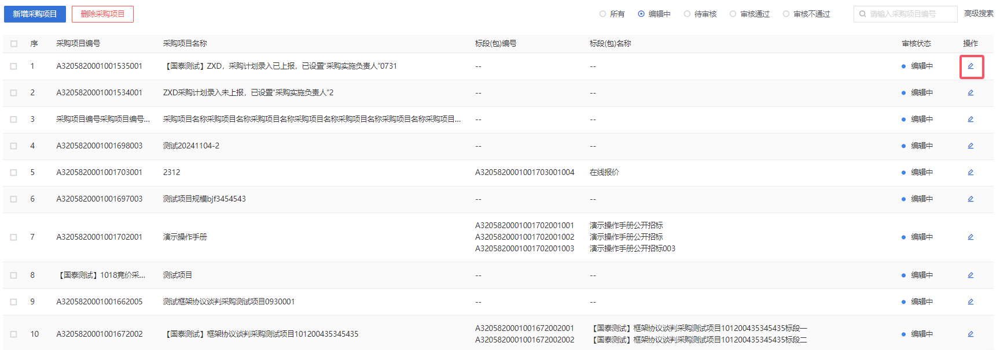 新增采购项目 删除采购项目 所有 编辑中 待审核 审核通过 审核不通过 请输入采购项目编号 高级搜索
序 采购项目编号 采购项目名称 标段(包)编号 标段(包)名称 审核状态 操作
1 A3205820001001535001 【国泰测试】ZXD，采购计划录入已上报，已设置“采购实施负责人”0731 -- -- 编辑中
2 A3205820001001534001 ZXD采购计划录入未上报，已设置“采购实施负责人”2 -- -- 编辑中
3 采购项目编号采购项目编号... 采购项目名称采购项目名称采购项目名称采购项目名称采购项目名称采购项目名称采购项目... -- -- 编辑中
4 A3205820001001698003 测试20241104-2 -- -- 编辑中
5 A3205820001001703001 2312 A3205820001001703001004 在线报价 编辑中
6 A3205820001001697003 测试项目规模bjf3454543 -- -- 编辑中
A3205820001001702001001 演示操作手册公开招标
7 A3205820001001702001 演示操作手册 A3205820001001702001002 演示操作手册公开招标 编辑中
A3205820001001702001003 演示操作手册公开招标003
8 【国泰测试】1018竞价采... 测试项目 -- -- 编辑中
9 A3205820001001662005 测试框架协议谈判采购测试项目0930001 -- -- 编辑中
A3205820001001672002001 【国泰测试】框架协议谈判采购测试项目101200435345435标段一
10 A3205820001001672002 【国泰测试】框架协议谈判采购测试项目101200435345435 编辑中
A3205820001001672002002 【国泰测试】框架协议谈判采购测试项目101200435345435标段二